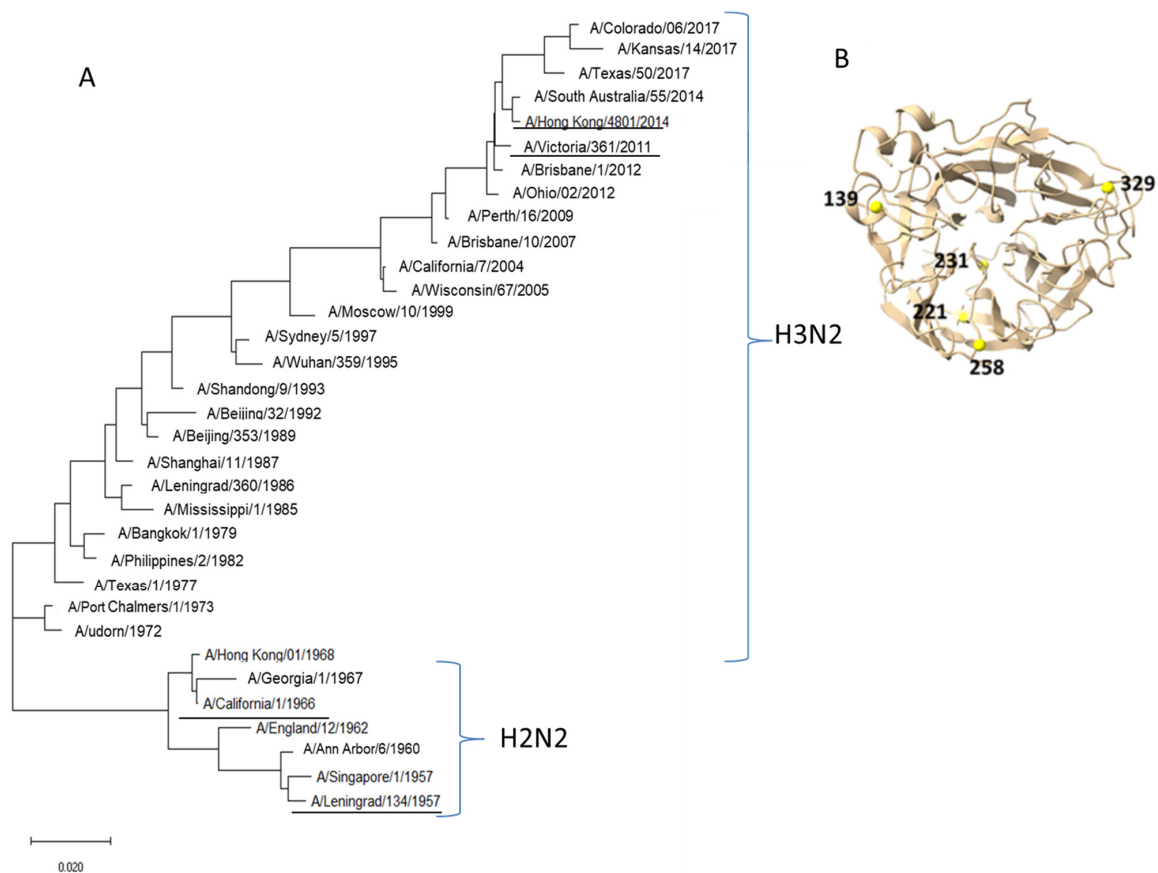 A
A/Colorado/06/2017
A/Kansas/14/2017
A/Texas/50/2017
A/South Australia/55/2014
A/Hong Kong/4801/2014
A/Victoria/361/2011
A/Brisbane/1/2012
A/Ohio/02/2012
A/Perth/16/2009
A/Brisbane/10/2007
A/California/7/2004
A/Wisconsin/67/2005
A/Moscow/10/1999
A/Sydney/5/1997
A/Wuhan/359/1995
A/Shandong/9/1993
A/Beijing/32/1992
A/Beijing/353/1989
A/Shanghai/11/1987
A/Leningrad/360/1986
A/Mississippi/1/1985
A/Bangkok/1/1979
A/Philippines/2/1982
A/Texas/1/1977
A/Port Chalmers/1/1973
A/udorn/1972
A/Hong Kong/01/1968
A/Georgia/1/1967
A/California/1/1966
A/England/12/1962
A/Ann Arbor/6/1960
A/Singapore/1/1957
A/Leningrad/134/1957
0.020
H3N2
H2N2
B
139
329
231
221
258